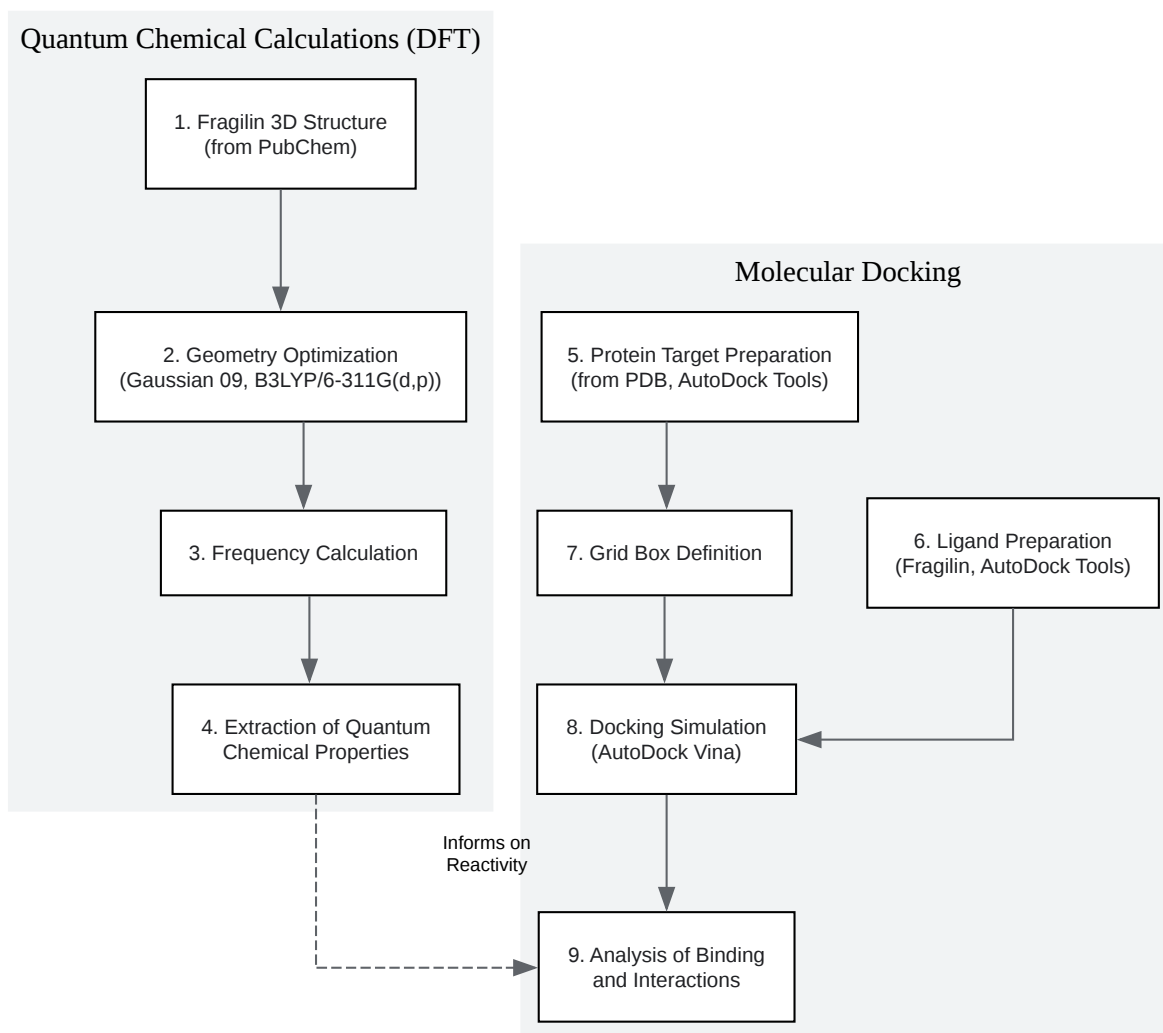 Quantum Chemical Calculations (DFT)
1. Fragilin 3D Structure
(from PubChem)
2. Geometry Optimization
(Gaussian 09, B3LYP/6-311G(d,p))
3. Frequency Calculation
4. Extraction of Quantum
Chemical Properties
Informs on
Reactivity
Molecular Docking
5. Protein Target Preparation
(from PDB, AutoDock Tools)
6. Ligand Preparation
(Fragilin, AutoDock Tools)
7. Grid Box Definition
8. Docking Simulation
(AutoDock Vina)
9. Analysis of Binding
and Interactions